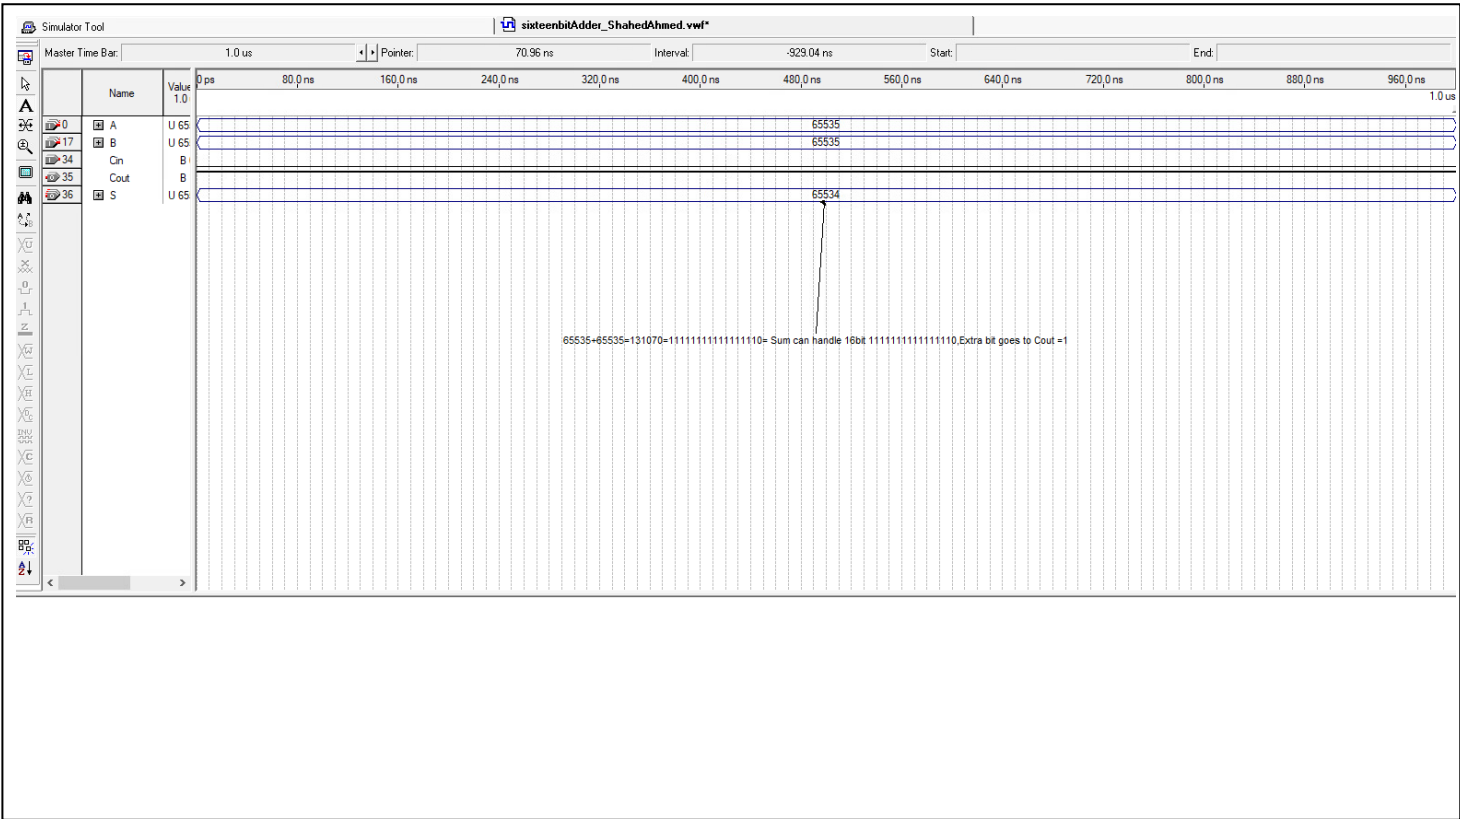 Simulator Tool
sixteenbitAdder_ShahedAhmed.vwf*
Master Time Bar: 1.0 us Pointer: 70.96 ns Interval: -929.04 ns Start: End:
Name Value 1.0
0 ps 80.0 ns 160.0 ns 240.0 ns 320.0 ns 400.0 ns 480.0 ns 560.0 ns 640.0 ns 720.0 ns 800.0 ns 880.0 ns 960.0 ns
1.0 us
0 A U 65 65535
17 B U 65 65535
34 Cin B
35 Cout B
36 S U 65 65534
65535+65535=131070=11111111111111110= Sum can handle 16bit 1111111111111110,Extra bit goes to Cout =1